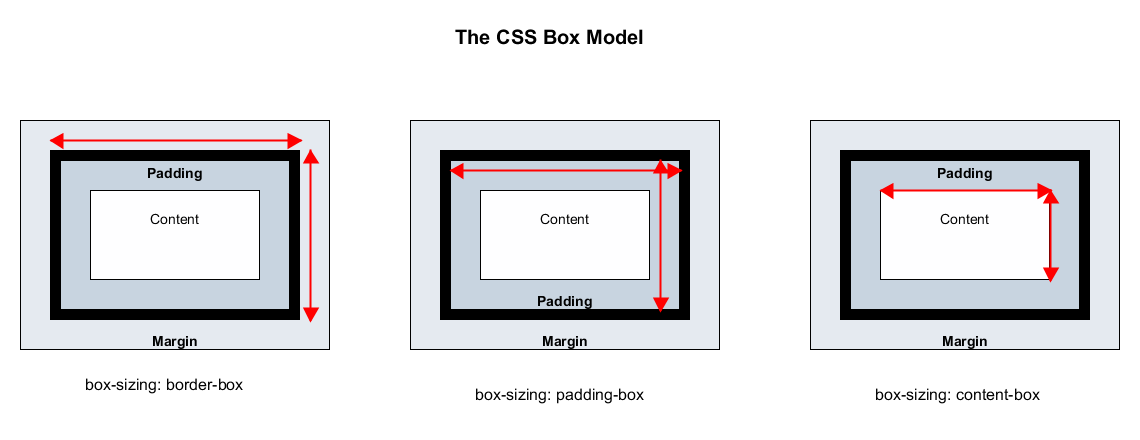 The CSS Box Model
Padding
Content
Margin
box-sizing: border-box
Content
Padding
Margin
box-sizing: padding-box
Padding
Content
Margin
box-sizing: content-box